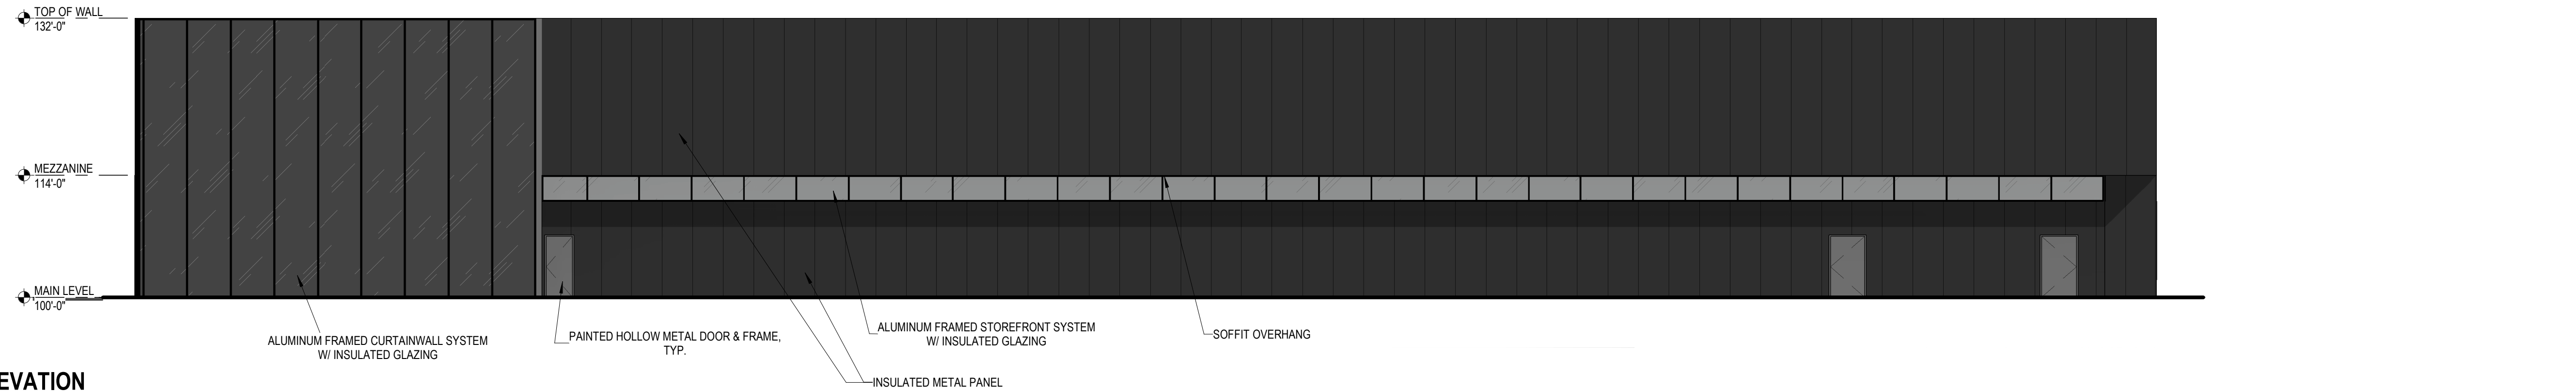 TOP OF WALL
132'-0"
MEZZANINE
114'-0"
MAIN LEVEL
100'-0"
ALUMINUM FRAMED CURTAINWALL SYSTEM
W/ INSULATED GLAZING
PAINTED HOLLOW METAL DOOR & FRAME,
TYP.
ALUMINUM FRAMED STOREFRONT SYSTEM
W/ INSULATED GLAZING
SOFFIT OVERHANG
INSULATED METAL PANEL
EVATION